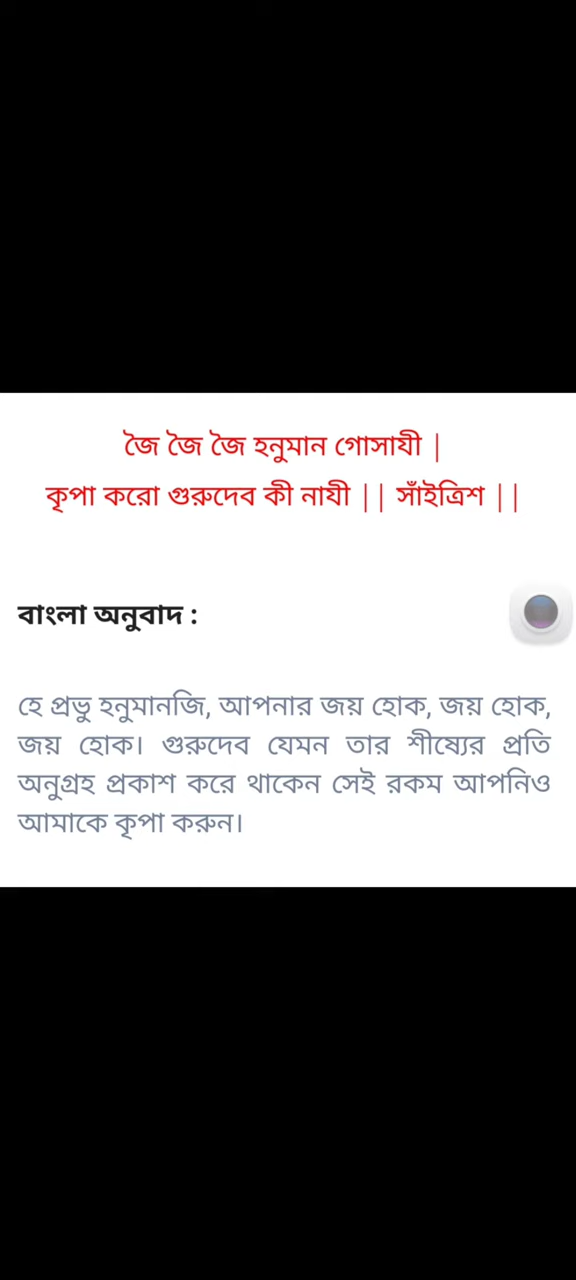 জৈ জৈ জৈ হনুমান গোসাযী |
কৃপা করো গুরুদেব কী নাযী || সাঁইত্রিশ ||
বাংলা অনুবাদ :
হে প্রভু হনুমানজি, আপনার জয় হোক, জয় হোক,
জয় হোক। গুরুদেব যেমন তার শীষ্যের প্রতি
অনুগ্রহ প্রকাশ করে থাকেন সেই রকম আপনিও
আমাকে কৃপা করুন।